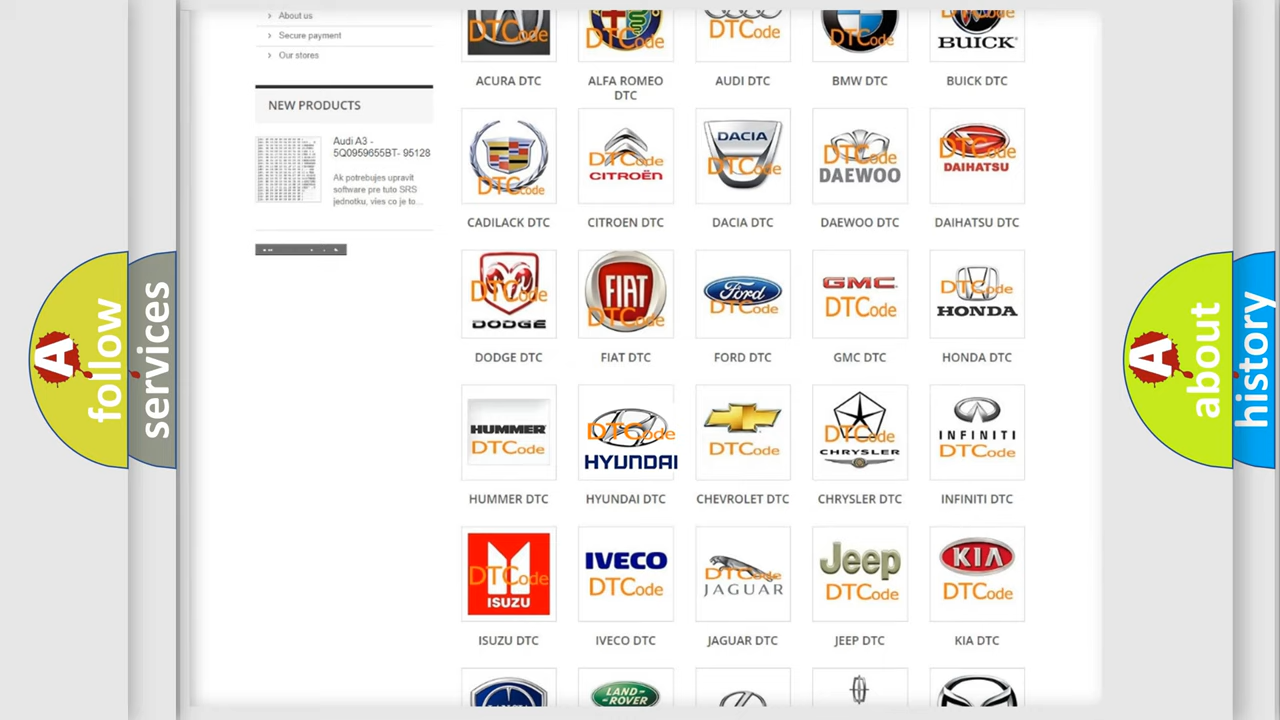 About us
Secure payment
Our stores
NEW PRODUCTS
Audi A3 -
5Q0959655BT- 95128
Ak potrebujes upravit
software pre tuto SRS
jednotku, vies co je to...
DTCode
DTCode
DTCode
DTCode
BUICK
ACURA DTC
ALFA ROMEO
DTC
AUDI DTC
BMW DTC
BUICK DTC
DTCode
DTCode
CITROËN
DACIA
DTCode
DTCode
DAEWOO
DTCode
DAIHATSU
CADILACK DTC
CITROEN DTC
DACIA DTC
DAEWOO DTC
DAIHATSU DTC
DTCode
DODGE
FIAT
DTCode
Ford
DTCode
GMC
DTCode
DTCode
HONDA
DODGE DTC
FIAT DTC
FORD DTC
GMC DTC
HONDA DTC
HUMMER
DTCode
DTCode
HYUNDAI
DTCode
DTCode
CHRYSLER
INFINITI
DTCode
HUMMER DTC
HYUNDAI DTC
CHEVROLET DTC
CHRYSLER DTC
INFINITI DTC
DTCode
ISUZU
IVECO
DTCode
DTCode
JAGUAR
Jeep
DTCode
KIA
DTCode
ISUZU DTC
IVECO DTC
JAGUAR DTC
JEEP DTC
KIA DTC
LAND-
ROVER
A follow
services
A about
history